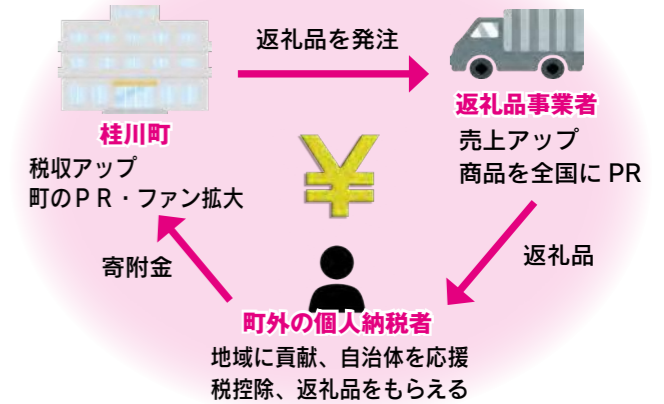 返礼品を発注
桂川町
税収アップ
町のPR・ファン拡大
返礼品事業者
売上アップ
商品を全国にPR
¥
寄附金
返礼品
町外の個人納税者
地域に貢献、自治体を応援
税控除、返礼品をもらえる